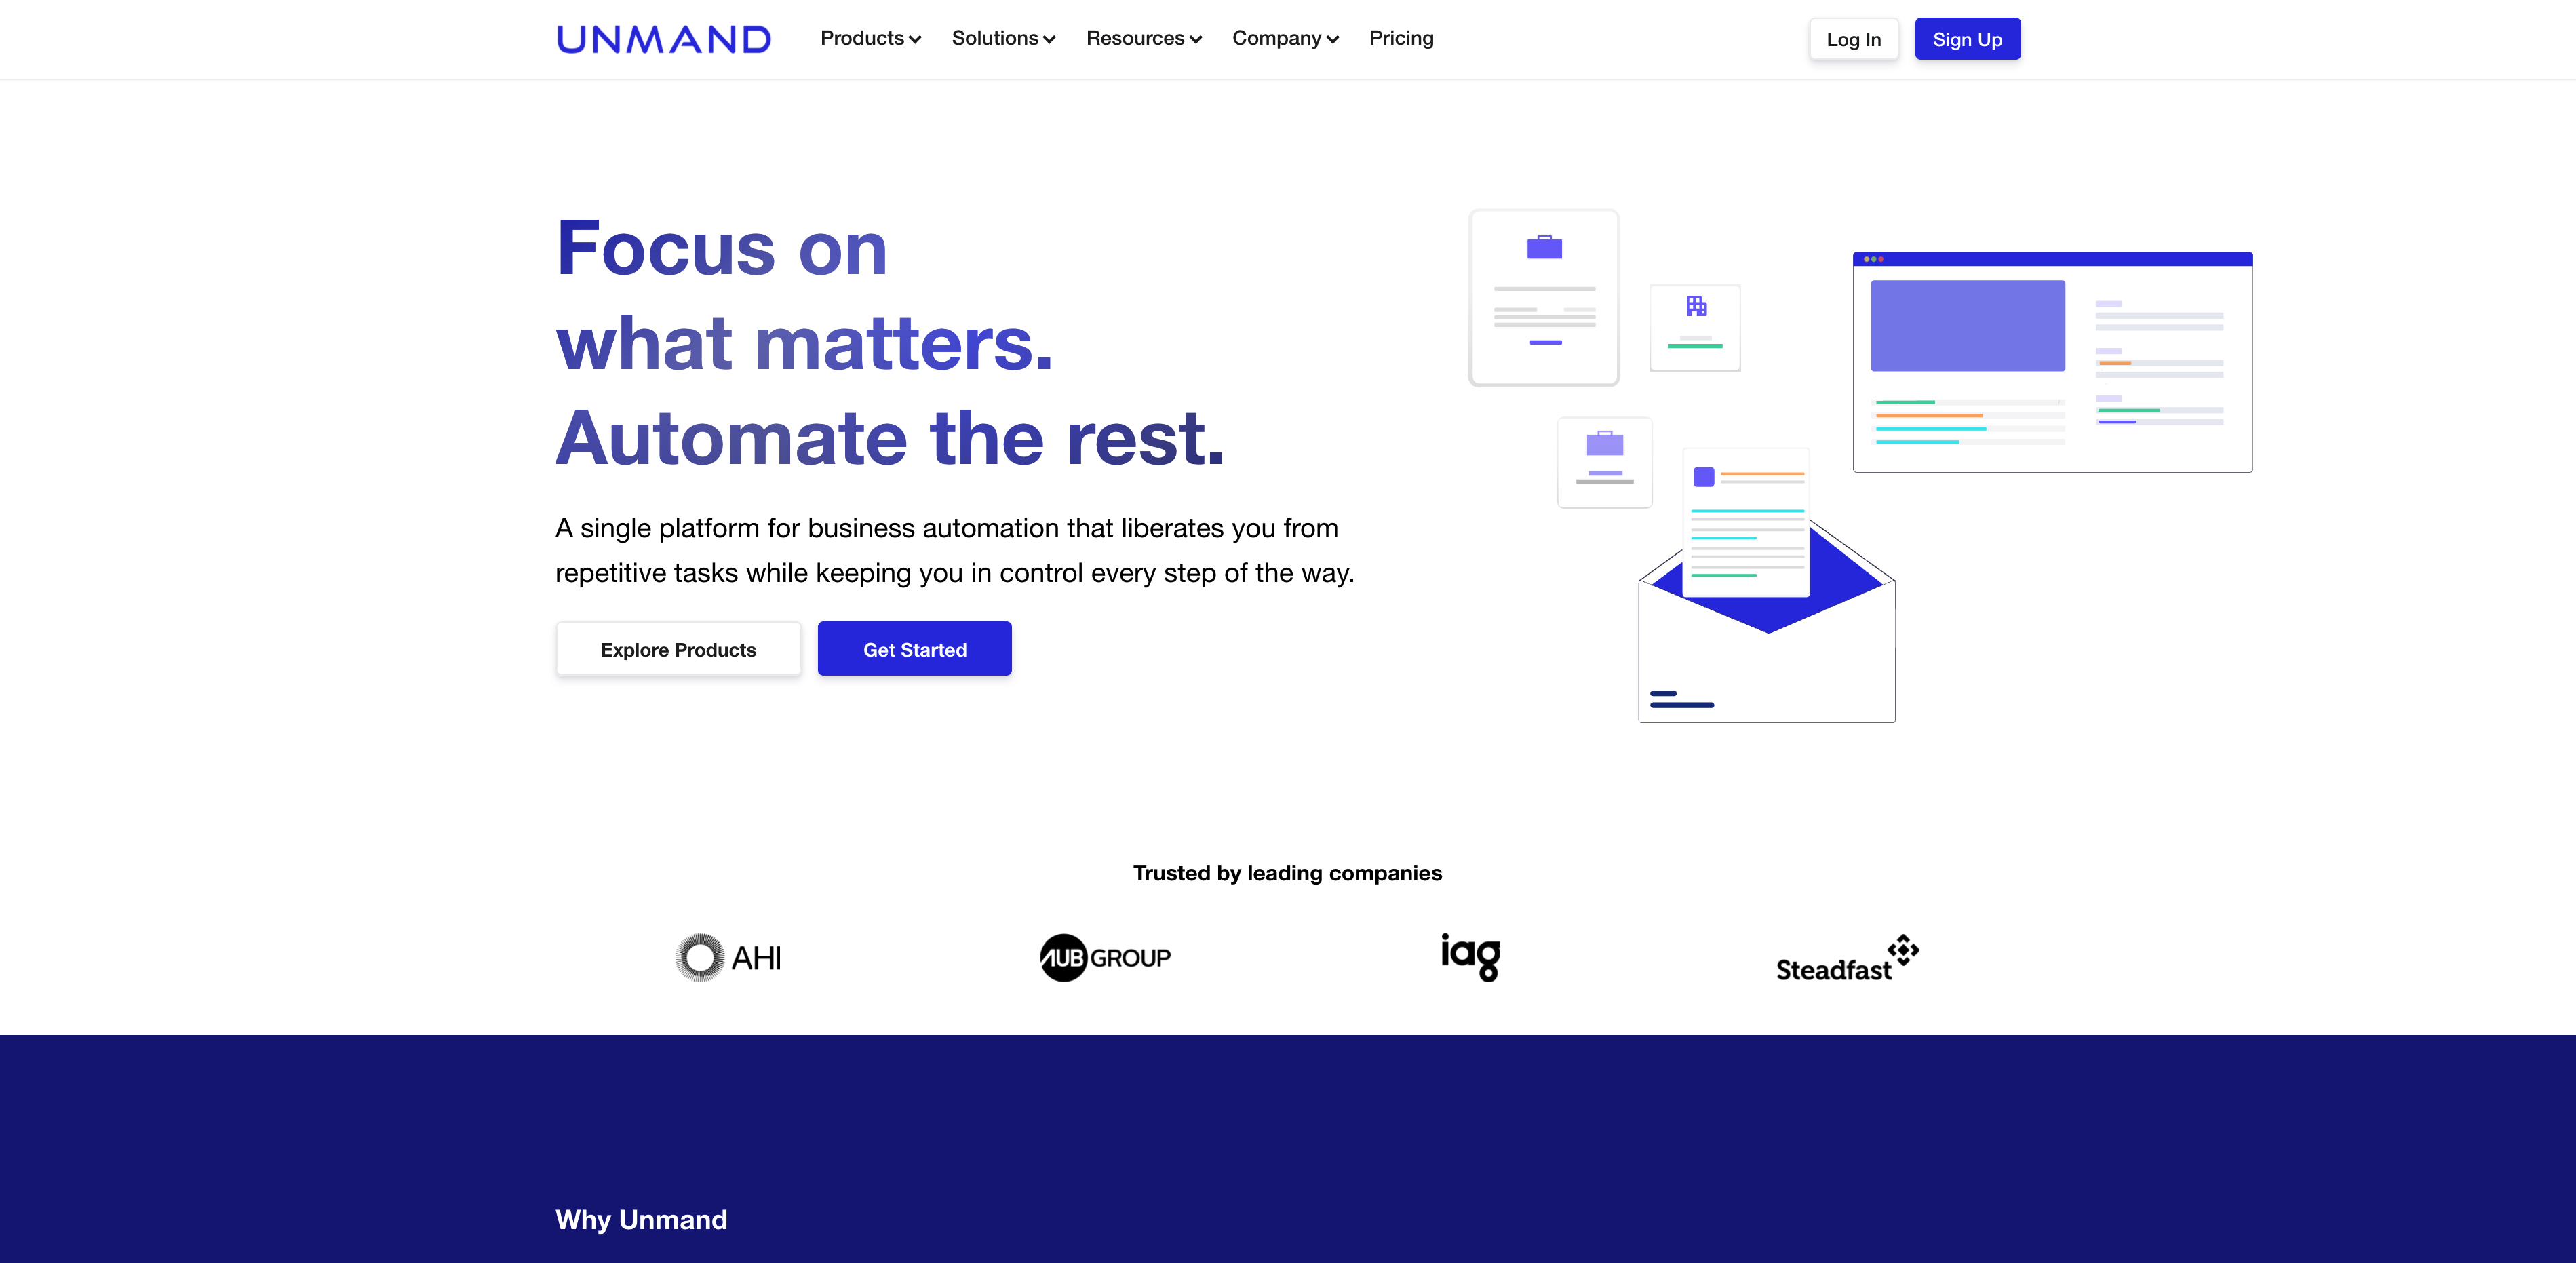 UNMAND
Products
Solutions
Resources
Company
Pricing
Log In
Sign Up
Focus on
what matters.
Automate the rest.
A single platform for business automation that liberates you from
repetitive tasks while keeping you in control every step of the way.
Explore Products
Get Started
Trusted by leading companies
AHI
AUB GROUP
iag
Steadfast
Why Unmand